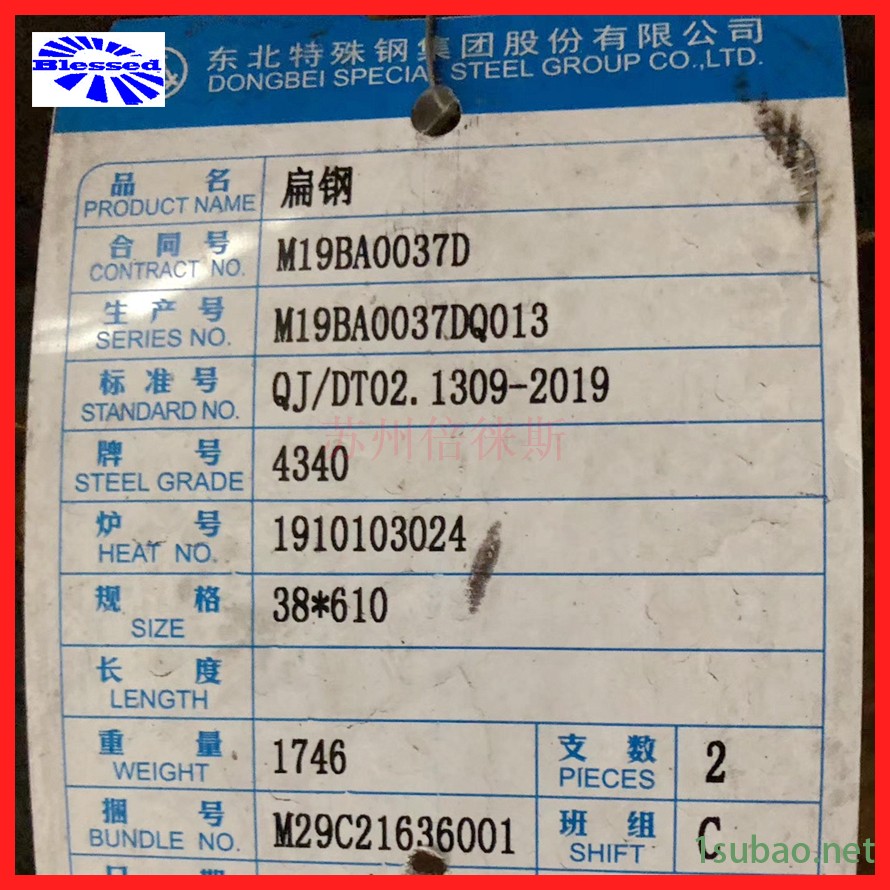 Blessed
东北特殊钢集团股份有限公司
DONGBEI SPECIAL STEEL GROUP CO.,LTD.
品名 扁钢
PRODUCT NAME
合同号 M19BA0037D
CONTRACT NO.
生产号 M19BA0037DQ013
SERIES NO.
标准号 QJ/DT02.1309-2019
STANDARD NO.
苏州倍徕斯
牌号 4340
STEEL GRADE
炉号 1910103024
HEAT NO.
规格 38*610
SIZE
长度
LENGTH
重量 1746 支数 2
WEIGHT PIECES
捆号 M29C21636001 班组 C
BUNDLE NO. SHIFT
1subao.net